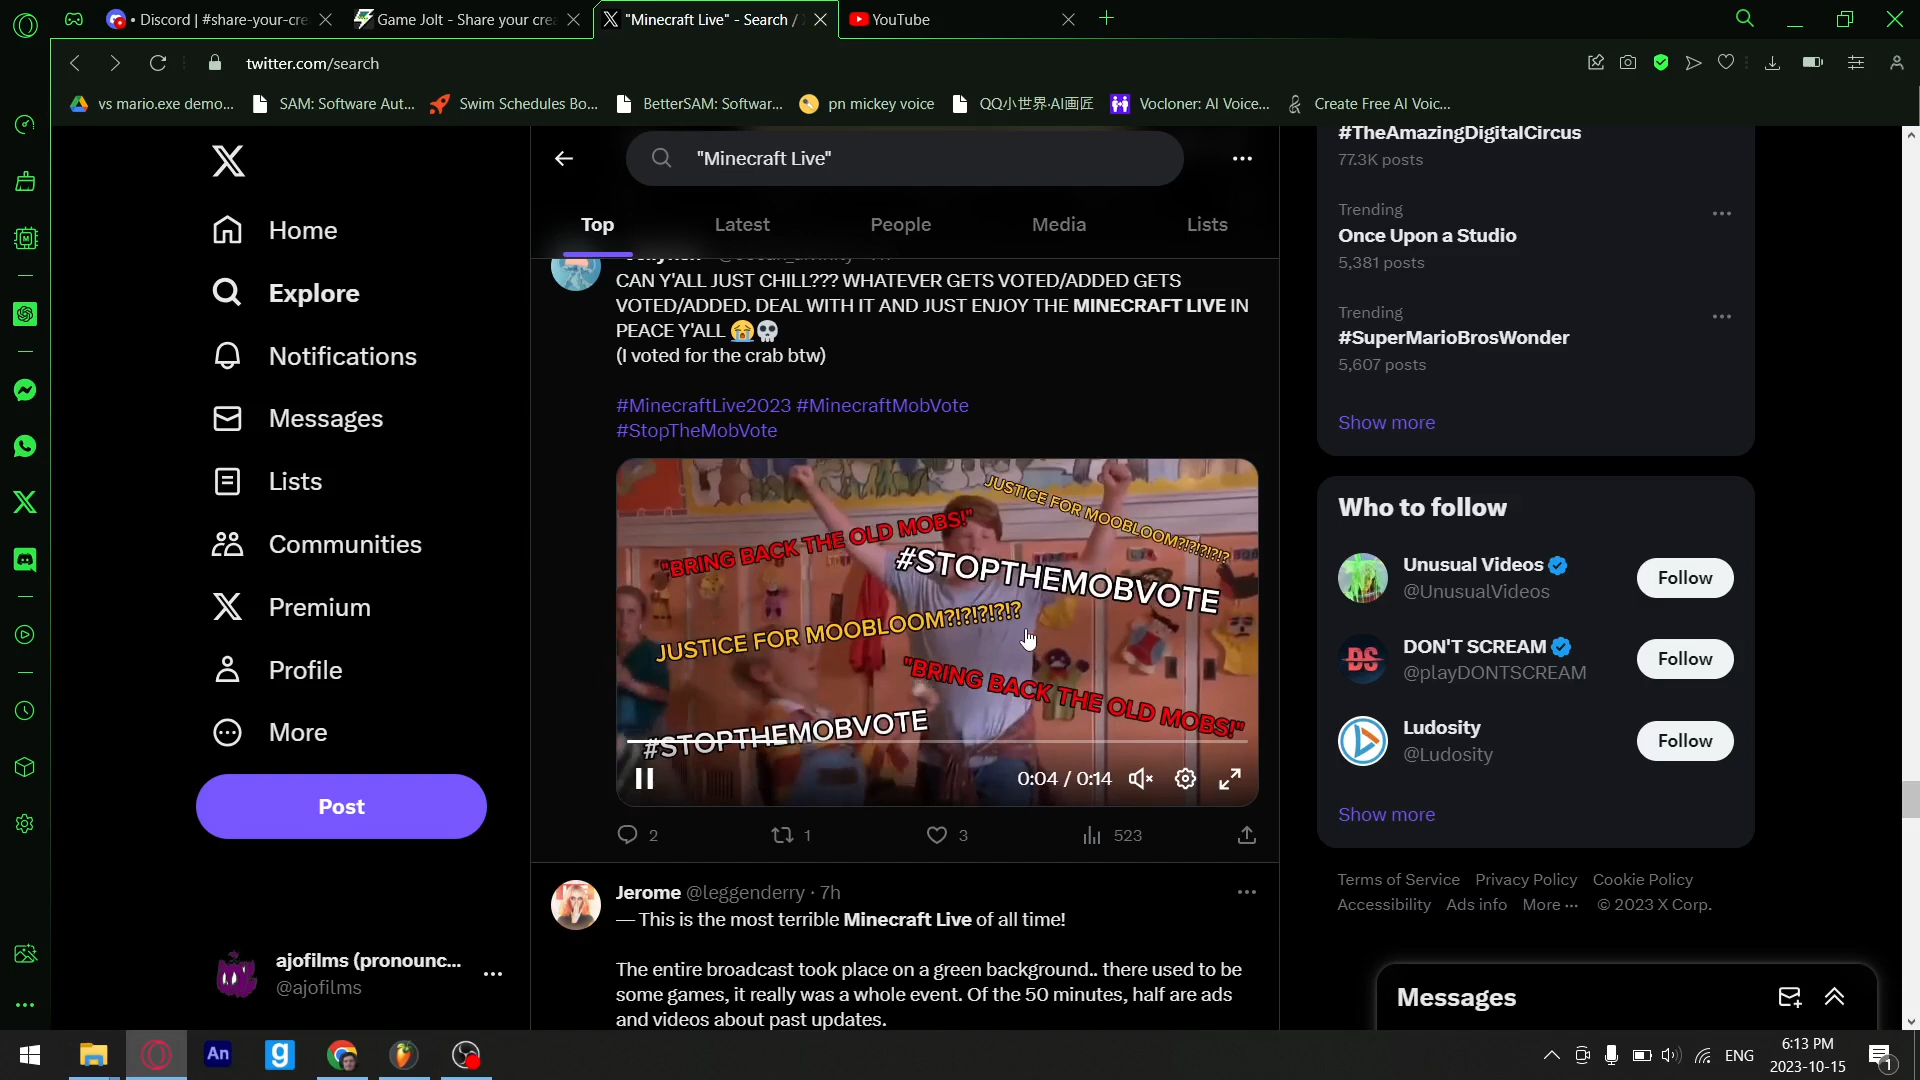 • Discord | #share-your-cre
Game Jolt - Share your crea
"Minecraft Live" - Search /
YouTube
twitter.com/search
vs mario.exe demo...
SAM: Software Aut...
Swim Schedules Bo...
BetterSAM: Softwar...
pn mickey voice
QQ小世界·AI画匠
Vocloner: AI Voice...
Create Free AI Voic...
Home
Explore
Notifications
Messages
Lists
Communities
Premium
Profile
More
Post
ajofilms (pronounc...
@ajofilms
"Minecraft Live"
Top
Latest
People
Media
Lists
CAN Y'ALL JUST CHILL??? WHATEVER GETS VOTED/ADDED GETS
VOTED/ADDED. DEAL WITH IT AND JUST ENJOY THE MINECRAFT LIVE IN
PEACE Y'ALL 😭💀
(I voted for the crab btw)
#MinecraftLive2023 #MinecraftMobVote
#StopTheMobVote
JUSTICE FOR MOOBLOOM?!?!?!?!?
"BRING BACK THE OLD MOBS!"
#STOPTHEMOBVOTE
JUSTICE FOR MOOBLOOM?!?!?!?!?
"BRING BACK THE OLD MOBS!"
#STOPTHEMOBVOTE
0:04 / 0:14
2
1
3
523
Jerome @leggenderry · 7h
— This is the most terrible Minecraft Live of all time!
The entire broadcast took place on a green background.. there used to be
some games, it really was a whole event. Of the 50 minutes, half are ads
and videos about past updates.
#TheAmazingDigitalCircus
77.3K posts
Trending
Once Upon a Studio
5,381 posts
Trending
#SuperMarioBrosWonder
5,607 posts
Show more
Who to follow
Unusual Videos
@UnusualVideos
Follow
DS
DON'T SCREAM
@playDONTSCREAM
Follow
Ludosity
@Ludosity
Follow
Show more
Terms of Service Privacy Policy Cookie Policy
Accessibility Ads info More ··· © 2023 X Corp.
Messages
An
g
ENG
6:13 PM
2023-10-15
1